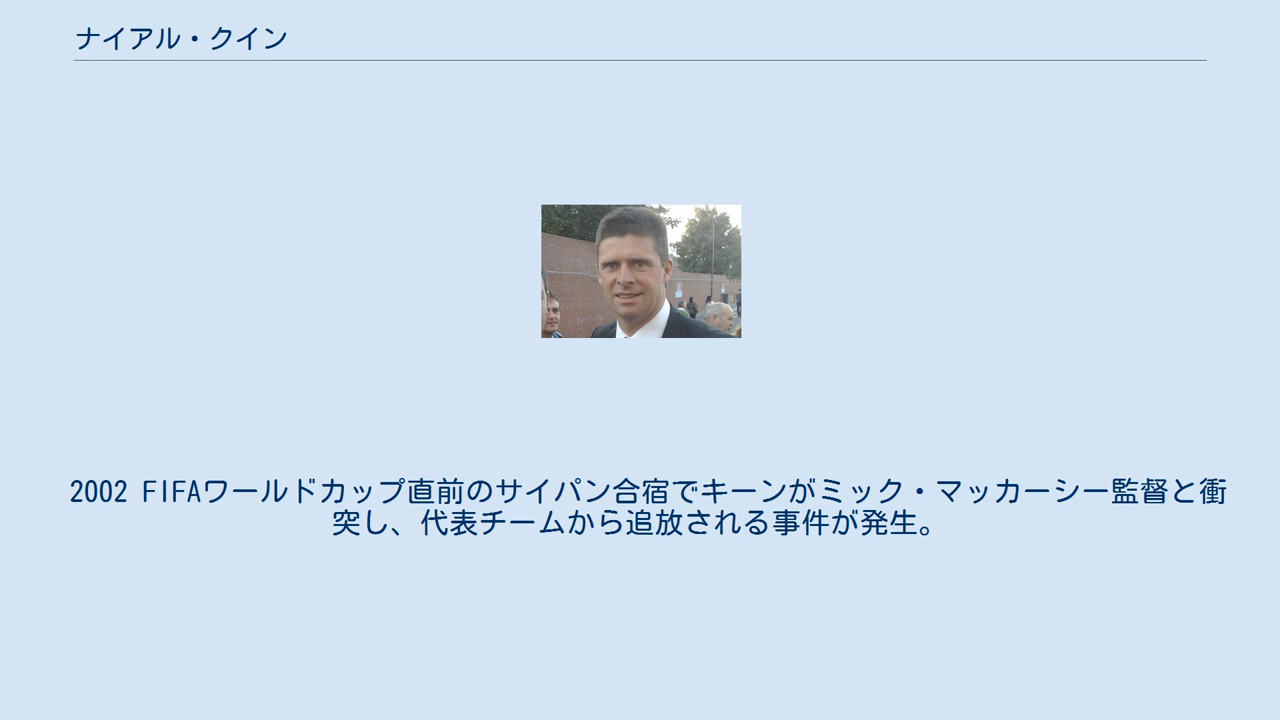 ナイアル・クイン
2002 FIFAワールドカップ直前のサイパン合宿でキーンがミック・マッカーシー監督と衝
突し、代表チームから追放される事件が発生。